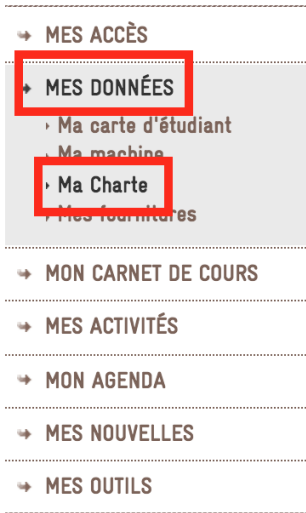 MES ACCÈS
MES DONNÉES
Ma carte d'étudiant
Ma machine
Ma Charte
Mes fournitures
MON CARNET DE COURS
MES ACTIVITÉS
MON AGENDA
MES NOUVELLES
MES OUTILS